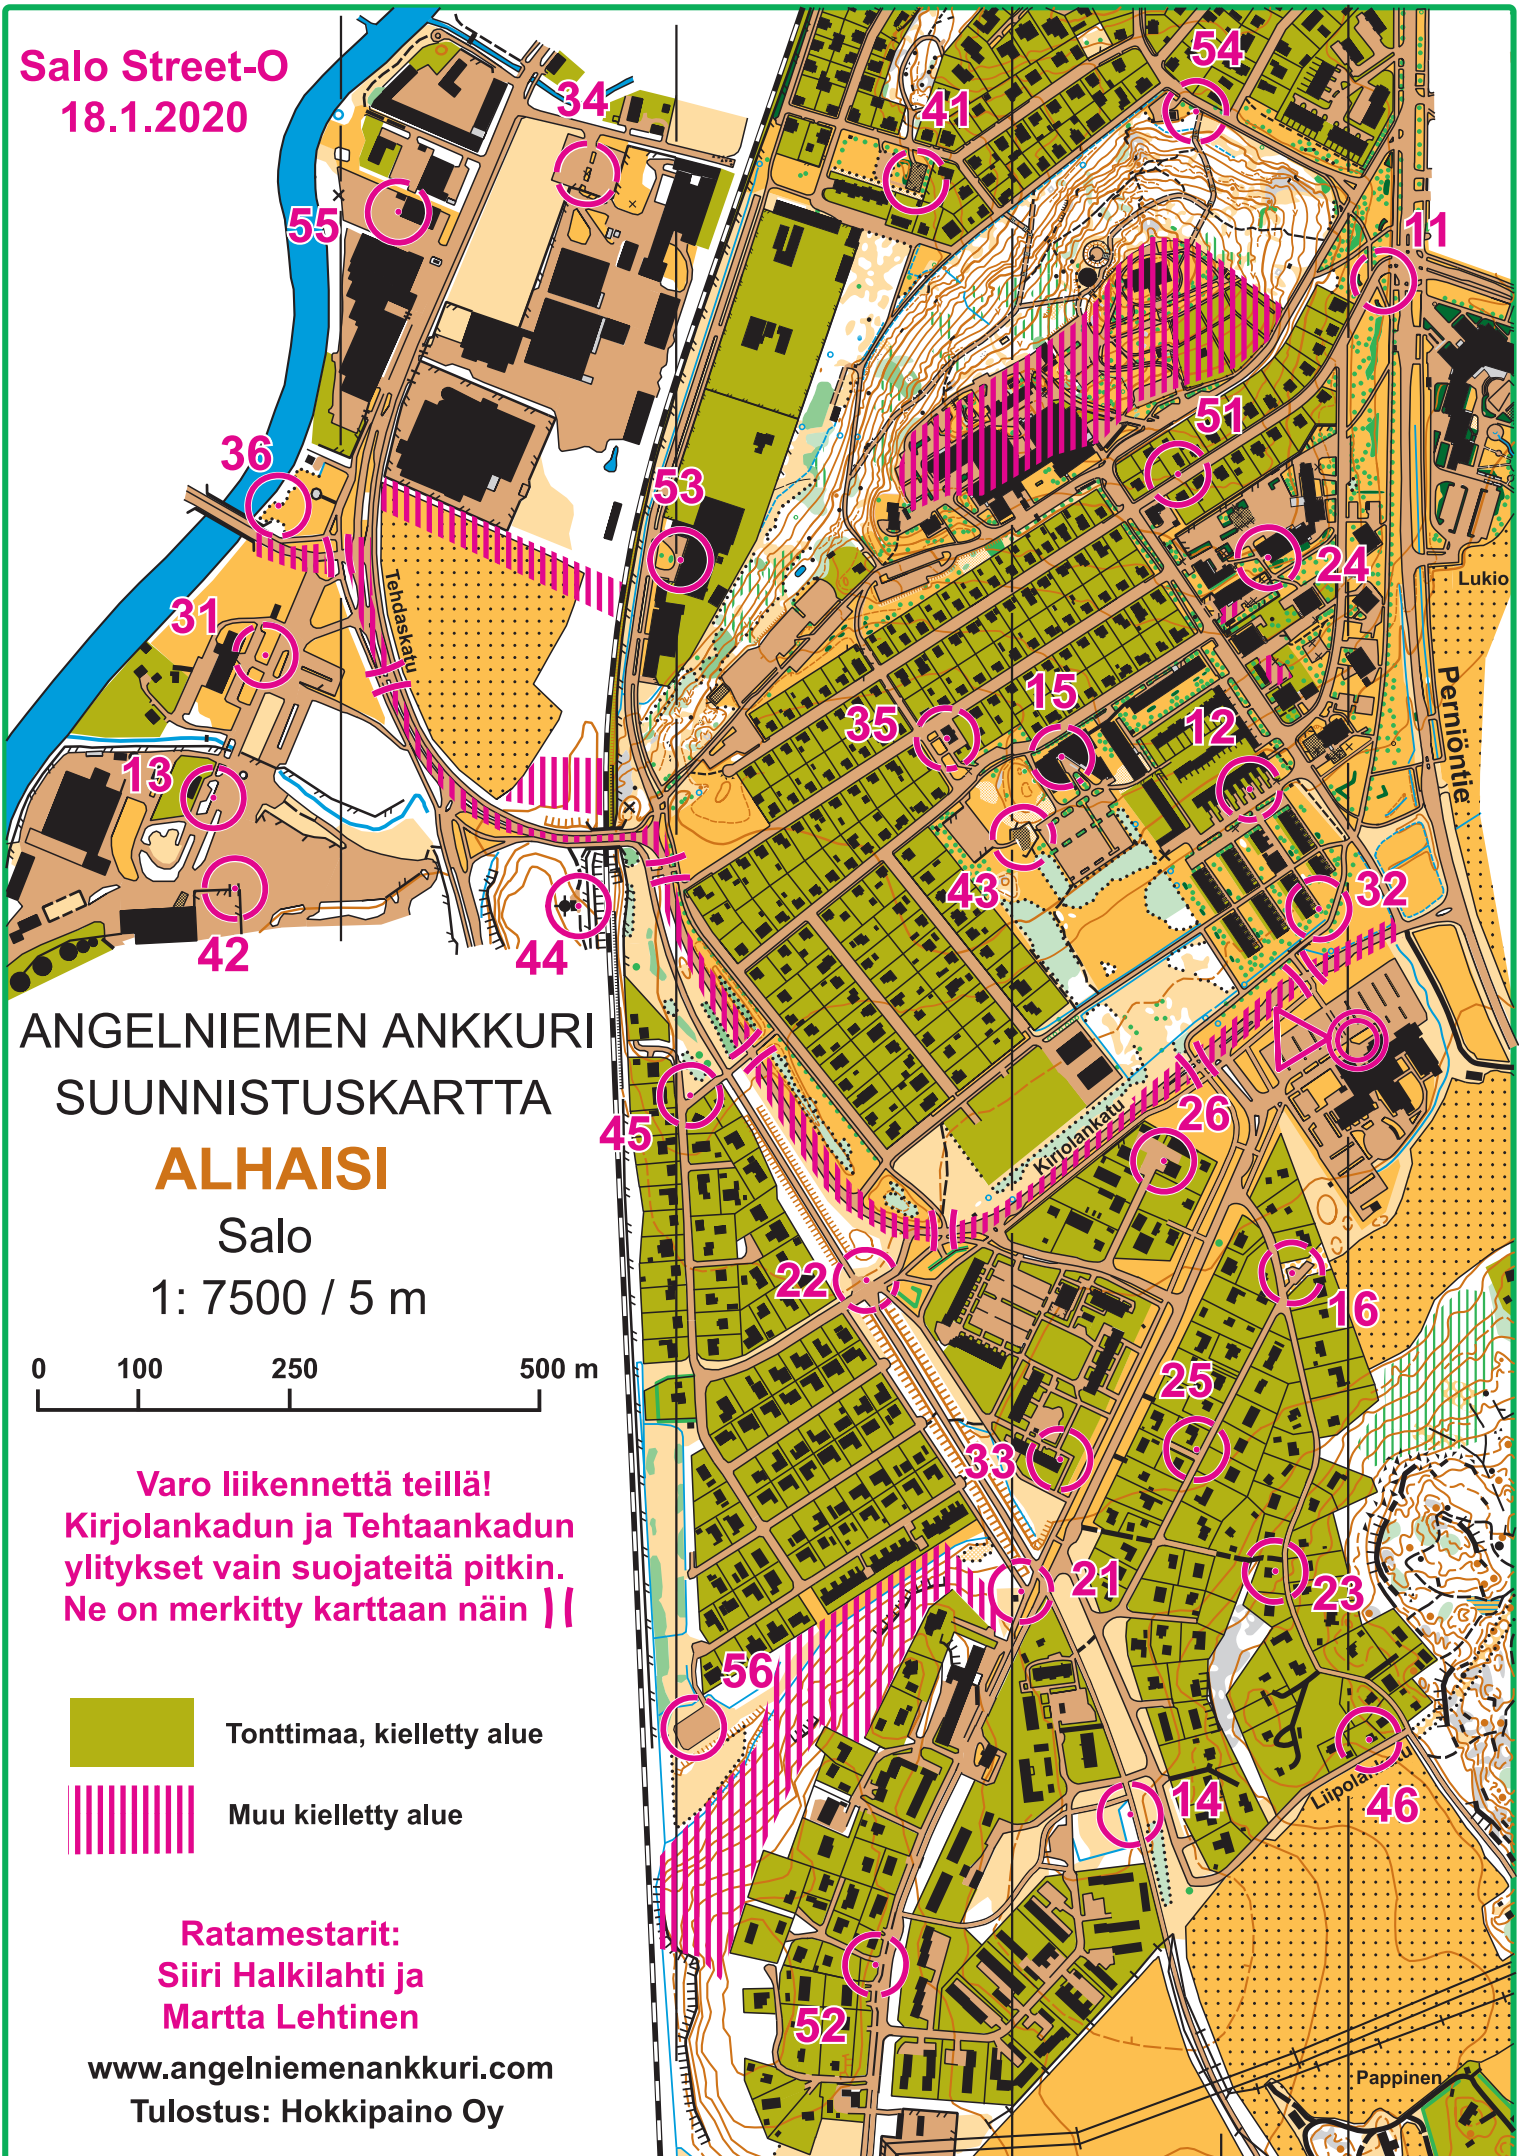 Salo Street-O
18.1.2020
54
34
41
55
11
36
51
53
24
Lukio
Tehdaskatu
31
Perniöntie
15
35
12
13
43
32
42
44
ANGELNIEMEN ANKKURI
SUUNNISTUSKARTTA
ALHAISI
Salo
1: 7500 / 5 m
0 100 250 500 m
45
Kirjolankatu
26
22
16
25
33
21
23
Varo liikennettä teillä!
Kirjolankadun ja Tehtaankadun
ylitykset vain suojateitä pitkin.
Ne on merkitty karttaan näin
56
Tonttimaa, kielletty alue
Muu kielletty alue
14
Liipolankatu
46
52
Ratamestarit:
Siiri Halkilahti ja
Martta Lehtinen
www.angelniemenankkuri.com
Tulostus: Hokkipaino Oy
Pappinen